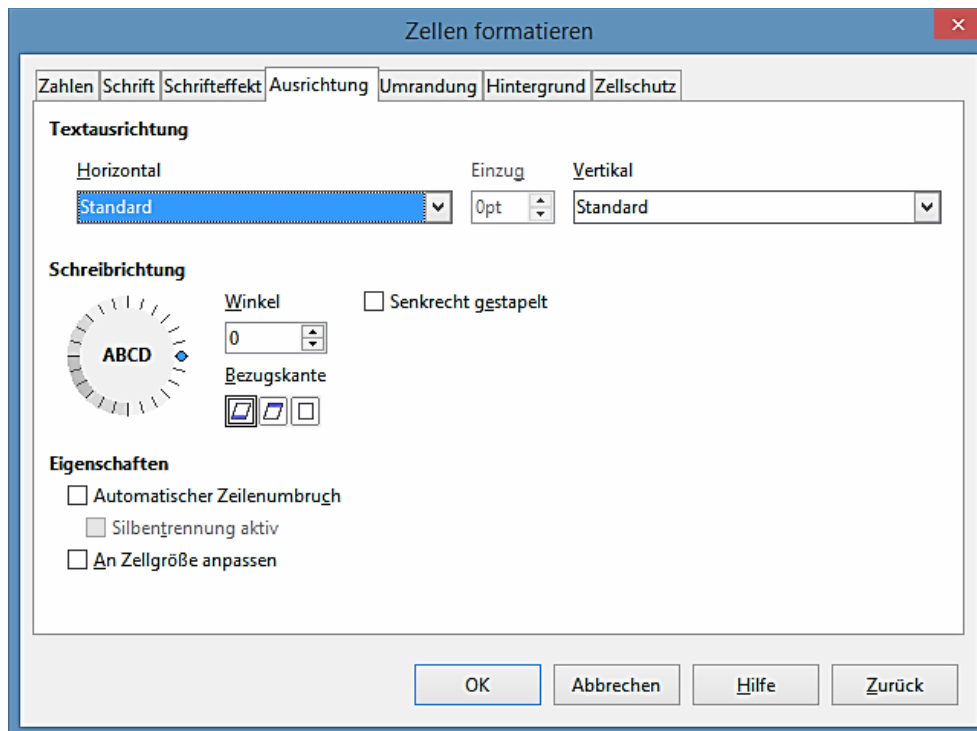 Zellen formatieren
Zahlen Schrift Schrifteffekt Ausrichtung Umrandung Hintergrund Zellschutz
Textausrichtung
Horizontal Einzug Vertikal
Standard 0pt Standard
Schreibrichtung
Winkel Senkrecht gestapelt
ABCD 0
Bezugskante
Eigenschaften
Automatischer Zeilenumbruch
Silbentrennung aktiv
An Zellgröße anpassen
OK Abbrechen Hilfe Zurück